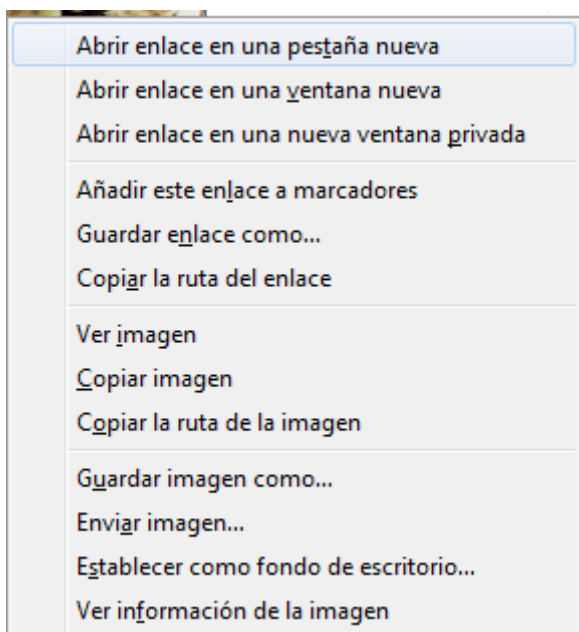 Abrir enlace en una pestaña nueva
Abrir enlace en una ventana nueva
Abrir enlace en una nueva ventana privada
Añadir este enlace a marcadores
Guardar enlace como...
Copiar la ruta del enlace
Ver imagen
Copiar imagen
Copiar la ruta de la imagen
Guardar imagen como...
Enviar imagen...
Establecer como fondo de escritorio...
Ver información de la imagen